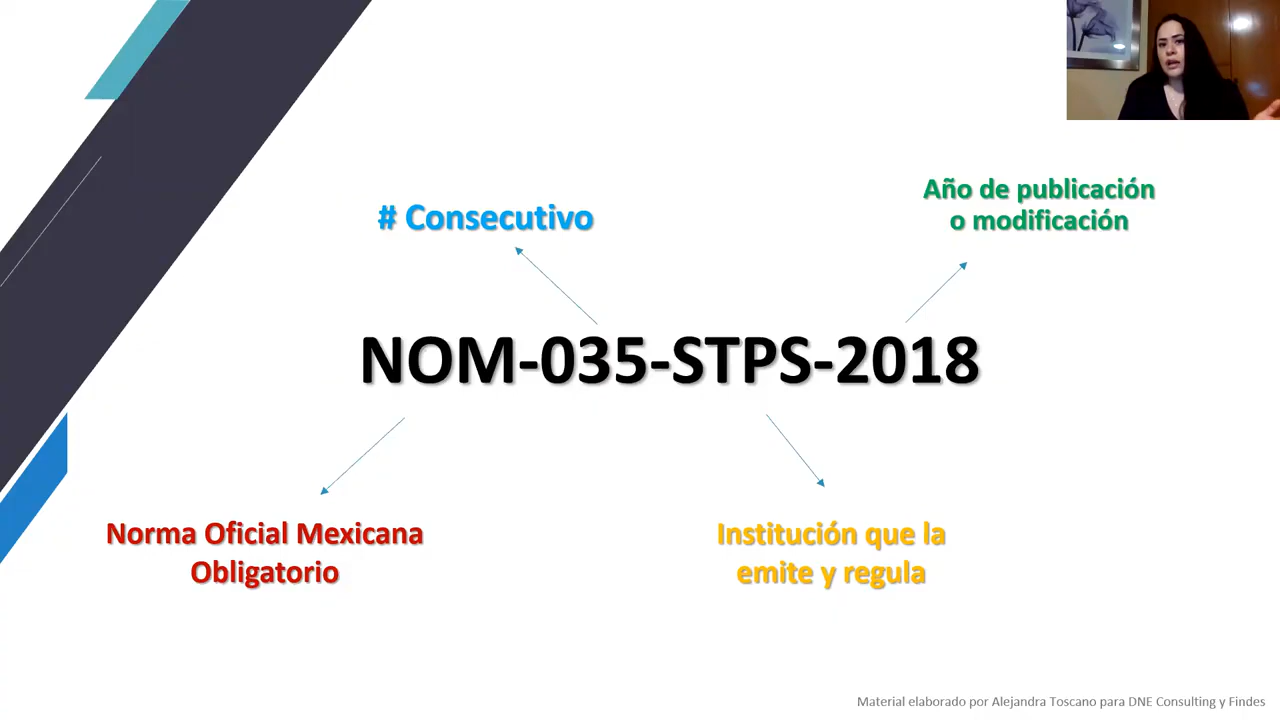 Año de publicación
o modificación
# Consecutivo
NOM-035-STPS-2018
Norma Oficial Mexicana
Obligatorio
Institución que la
emite y regula
Material elaborado por Alejandra Toscano para DNE Consulting y Findes